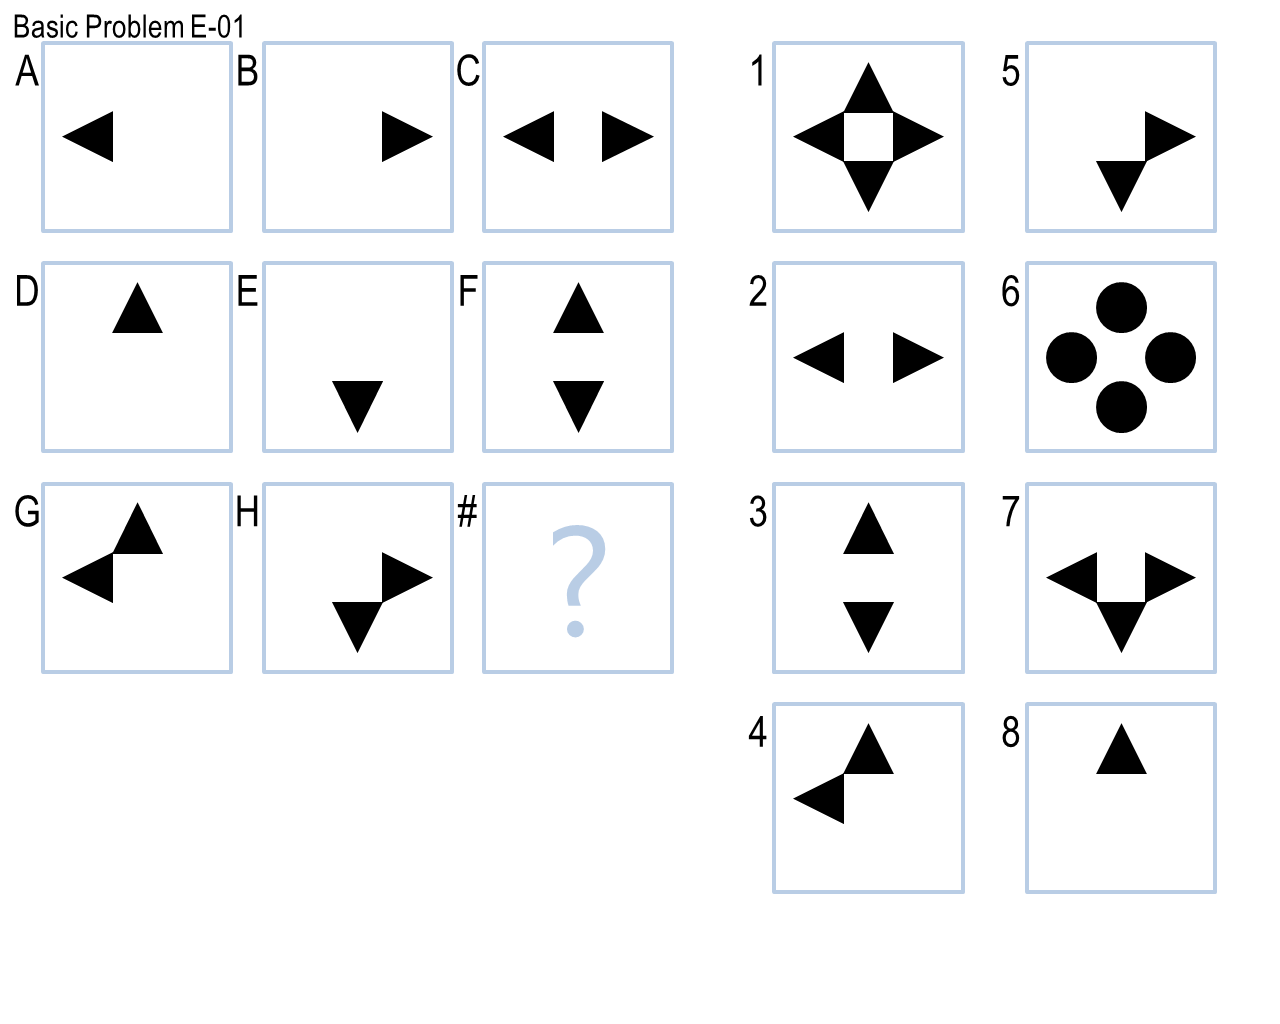 Basic Problem E-01
A B C 1 5
D E F 2 6
G H # ? 3 7
4 8